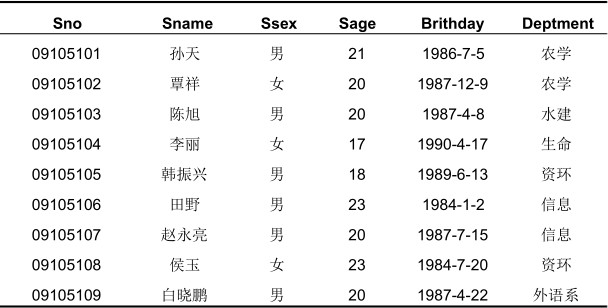 Sno Sname Ssex Sage Brithday Deptment
09105101 孙天 男 21 1986-7-5 农学
09105102 覃祥 女 20 1987-12-9 农学
09105103 陈旭 男 20 1987-4-8 水建
09105104 李丽 女 17 1990-4-17 生命
09105105 韩振兴 男 18 1989-6-13 资环
09105106 田野 男 23 1984-1-2 信息
09105107 赵永亮 男 20 1987-7-15 信息
09105108 侯玉 女 23 1984-7-20 资环
09105109 白晓鹏 男 20 1987-4-22 外语系